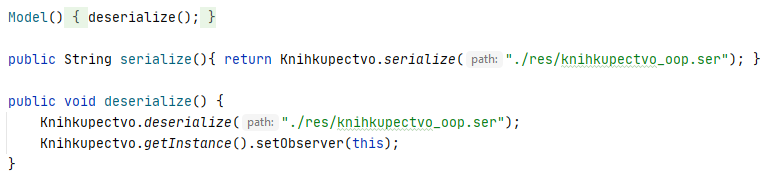 Model() { deserialize(); }
public String serialize(){ return Knihkupectvo.serialize( path: "./res/knihkupectvo_oop.ser"); }
public void deserialize() {
Knihkupectvo.deserialize( path: "./res/knihkupectvo_oop.ser");
Knihkupectvo.getInstance().setObserver(this);
}